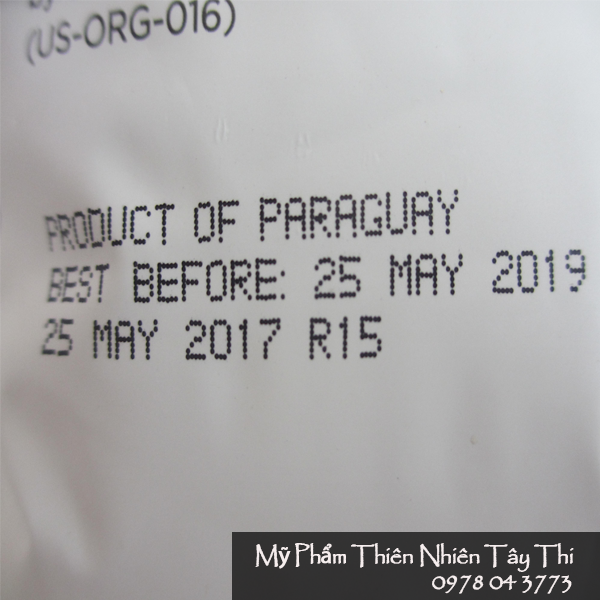 (US-ORG-016)
PRODUCT OF PARAGUAY
BEST BEFORE: 25 MAY 2019
25 MAY 2017 R15
Mỹ Phẩm Thiên Nhiên Tây Thi
0978 04 3773